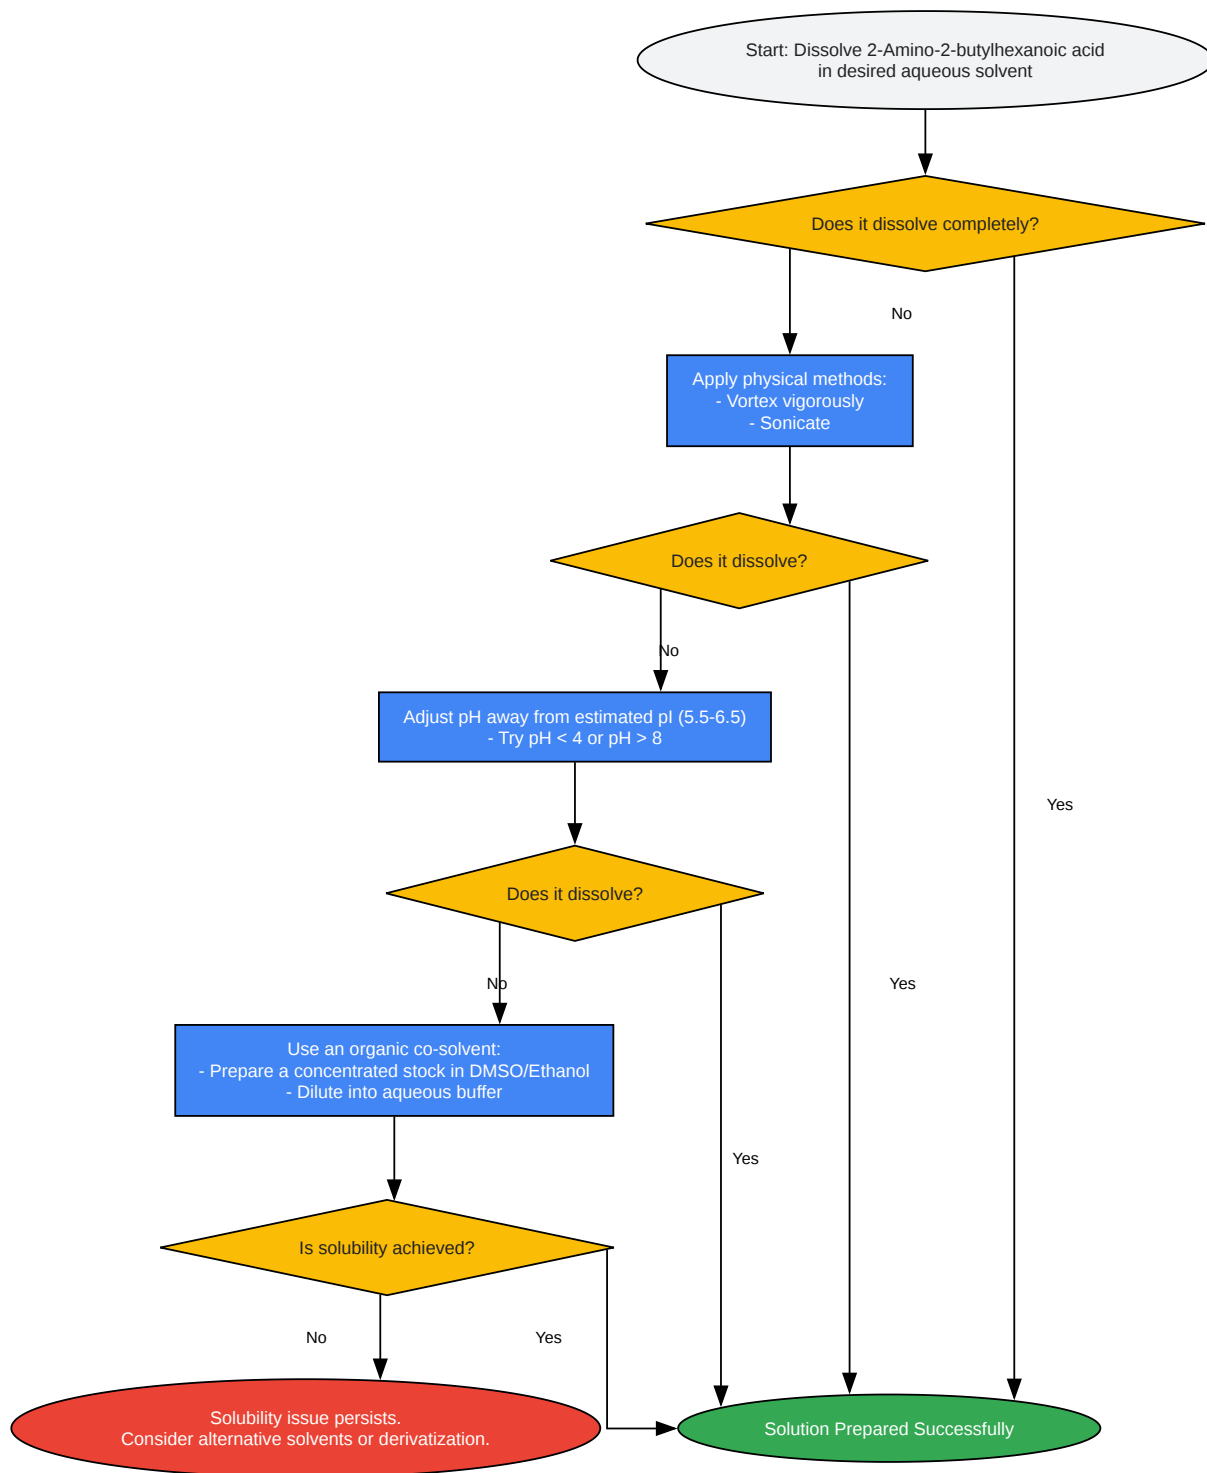 Start: Dissolve 2-Amino-2-butylhexanoic acid
in desired aqueous solvent
Does it dissolve completely?
No
Apply physical methods:
- Vortex vigorously
- Sonicate
Does it dissolve?
No
Adjust pH away from estimated pI (5.5-6.5)
- Try pH < 4 or pH > 8
Yes
Does it dissolve?
No
Yes
Use an organic co-solvent:
- Prepare a concentrated stock in DMSO/Ethanol
- Dilute into aqueous buffer
Yes
Is solubility achieved?
No
Yes
Solubility issue persists.
Consider alternative solvents or derivatization.
Solution Prepared Successfully